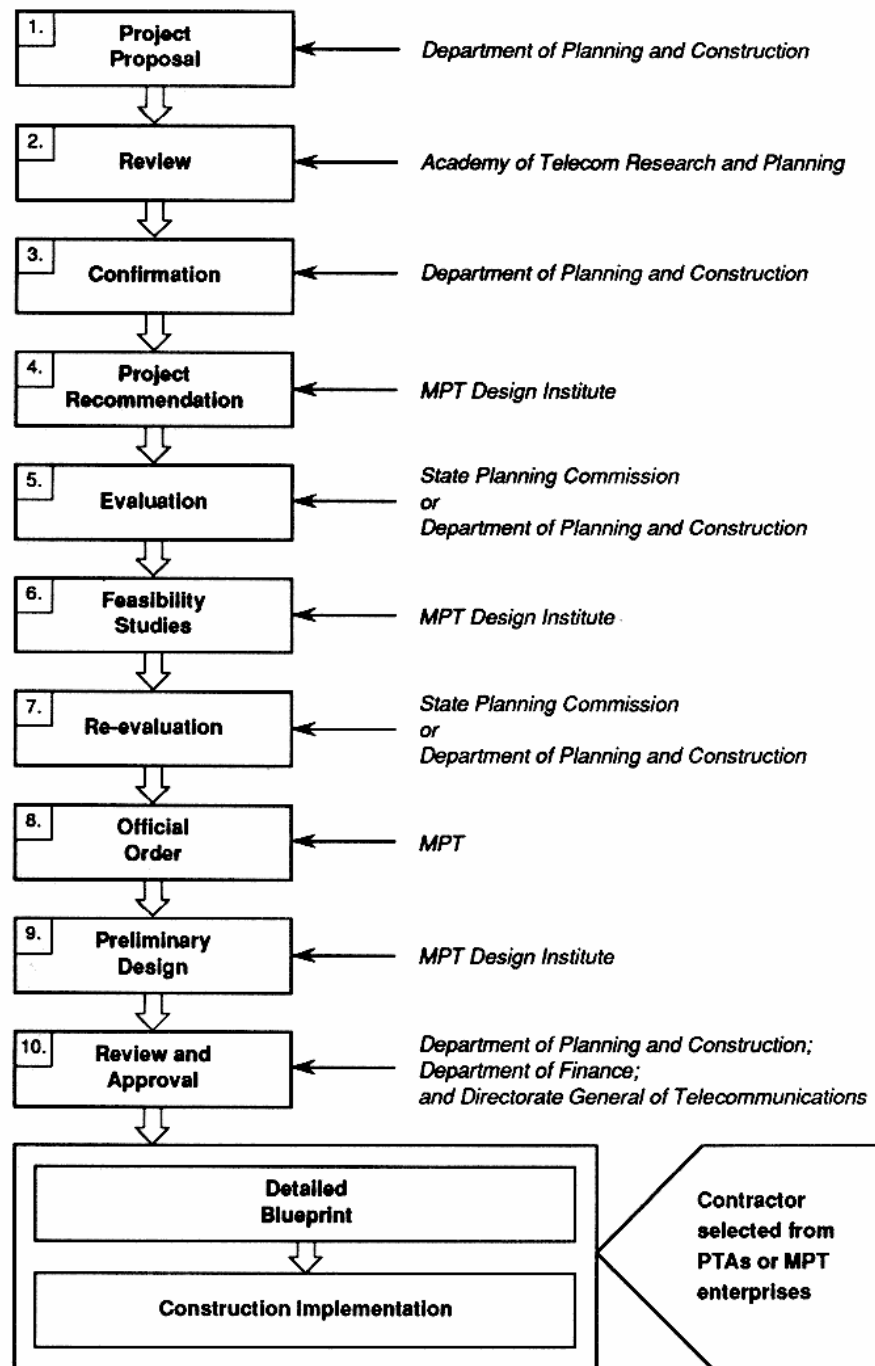 1.
Project
Proposal
Department of Planning and Construction
2.
Review
Academy of Telecom Research and Planning
3.
Confirmation
Department of Planning and Construction
4.
Project
Recommendation
MPT Design Institute
5.
Evaluation
State Planning Commission
or
Department of Planning and Construction
6.
Feasibility
Studies
MPT Design Institute
7.
Re-evaluation
State Planning Commission
or
Department of Planning and Construction
8.
Official
Order
MPT
9.
Preliminary
Design
MPT Design Institute
10.
Review and
Approval
Department of Planning and Construction;
Department of Finance;
and Directorate General of Telecommunications
Detailed
Blueprint
Construction Implementation
Contractor
selected from
PTAs or MPT
enterprises